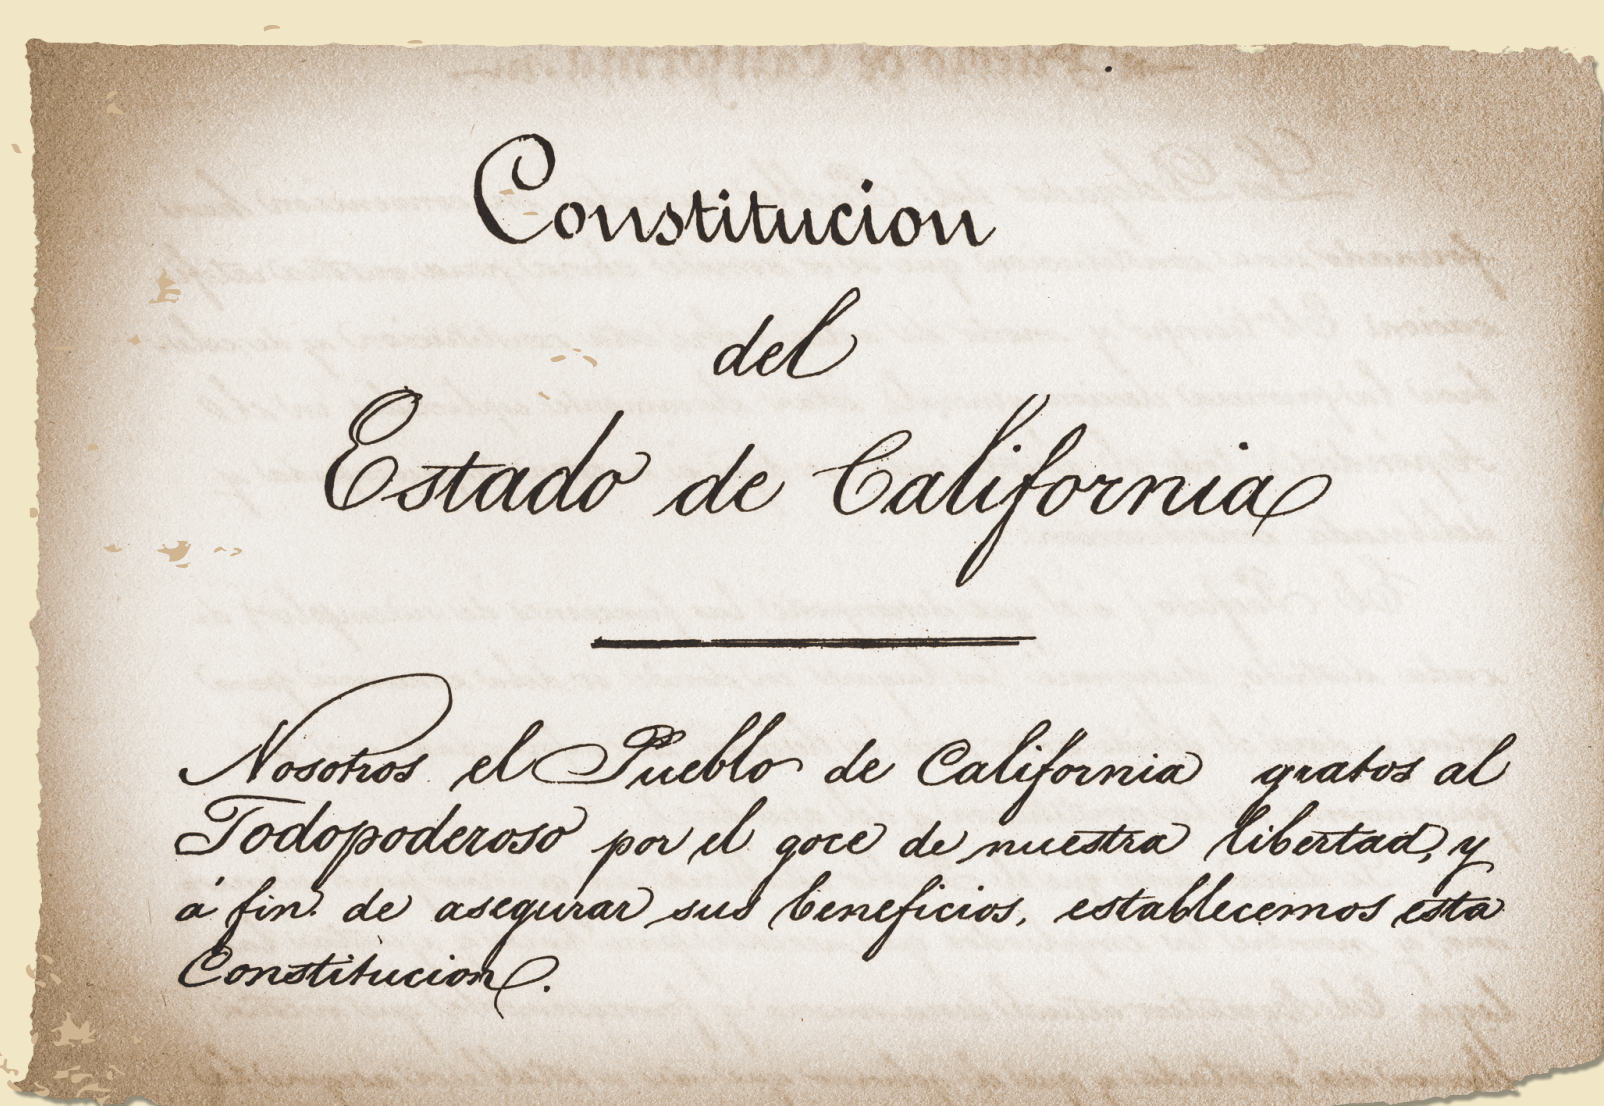 Constitucion
del
Estado de California
Nosotros el Pueblo de California gratos al
Todopoderoso por el goce de nuestra libertad, y
á fin de asegurar sus beneficios, establecemos esta
Constitucion.